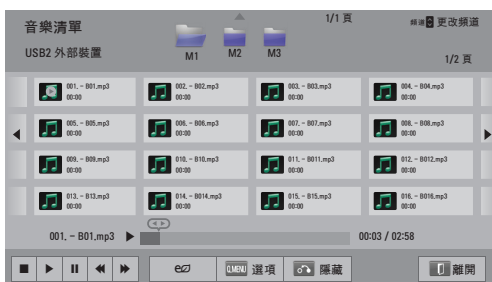 音樂清單
1/1 頁
頻道 更改頻道
USB2 外部裝置
M1 M2 M3
1/2 頁
001. - B01.mp3
00:00
002. - B02.mp3
00:00
003. - B03.mp3
00:00
004. - B04.mp3
00:00
005. - B05.mp3
00:00
006. - B06.mp3
00:00
007. - B07.mp3
00:00
008. - B08.mp3
00:00
009. - B09.mp3
00:00
010. - B10.mp3
00:00
011. - B011.mp3
00:00
012. - B012.mp3
00:00
013. - B13.mp3
00:00
014. - B014.mp3
00:00
015. - B15.mp3
00:00
016. - B016.mp3
00:00
001. - B01.mp3
00:03 / 02:58
e
Q.MENU 選項
隱藏
離開